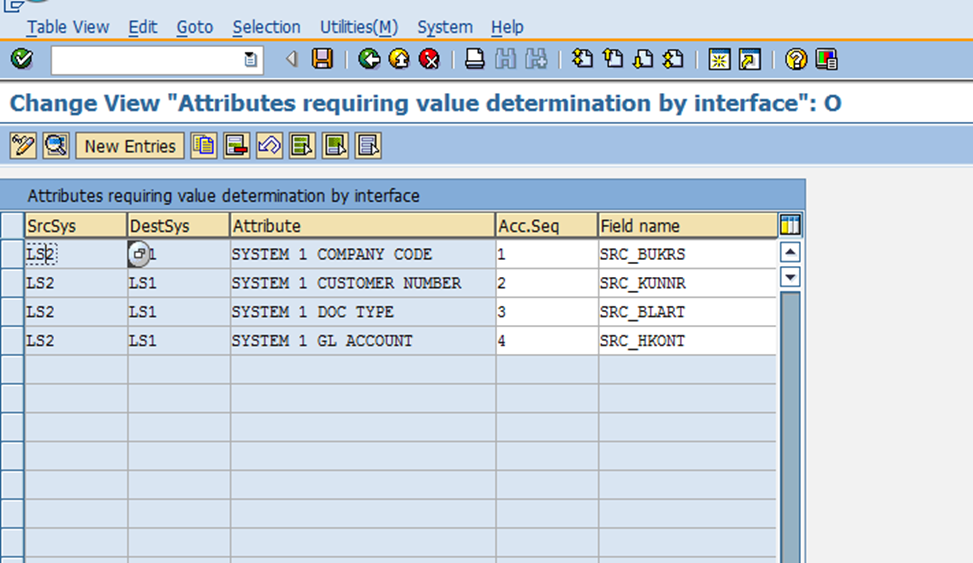 Table View Edit Goto Selection Utilities(M) System Help
Change View "Attributes requiring value determination by interface": O
New Entries
Attributes requiring value determination by interface
SrcSys DestSys Attribute Acc.Seq Field name
LS2 1 SYSTEM 1 COMPANY CODE 1 SRC_BUKRS
LS2 LS1 SYSTEM 1 CUSTOMER NUMBER 2 SRC_KUNNR
LS2 LS1 SYSTEM 1 DOC TYPE 3 SRC_BLART
LS2 LS1 SYSTEM 1 GL ACCOUNT 4 SRC_HKONT